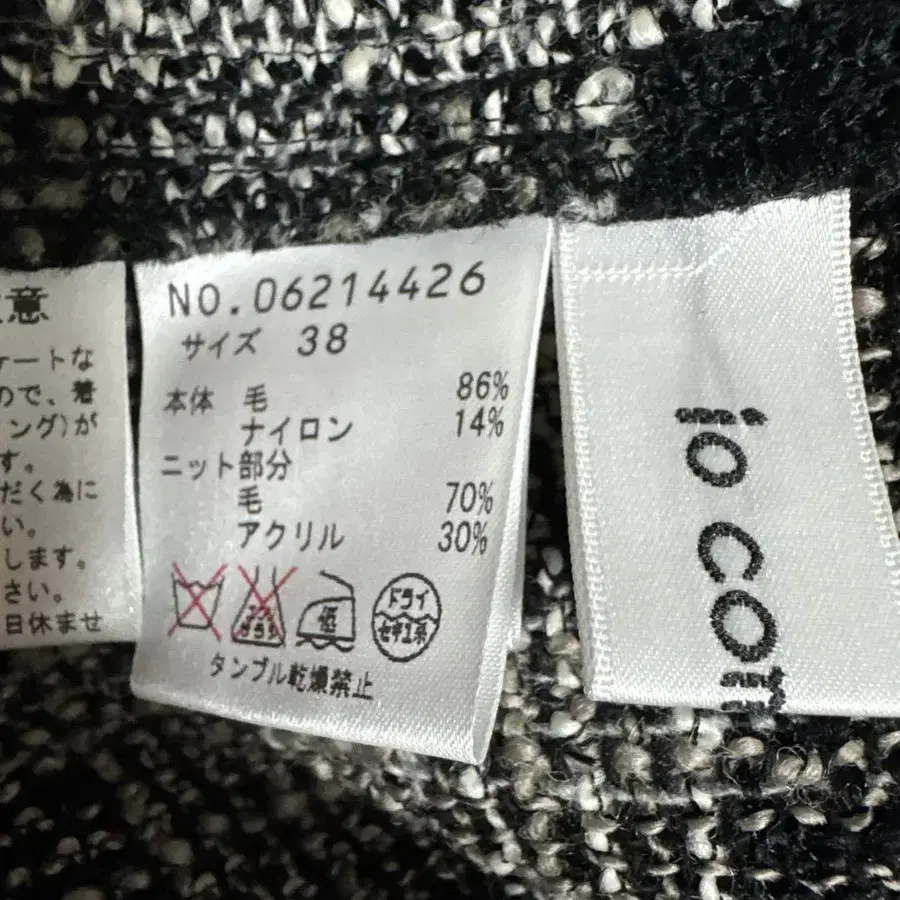 意
ケートな
ので、着
ング)が
す。
だく為に
い。
します。
さい。
日休ませ
NO.06214426
サイズ 38
本体 毛 86%
ナイロン 14%
ニット部分
毛 70%
アクリル 30%
低
ドライ
セキユ系
タンブル乾燥禁止
io co